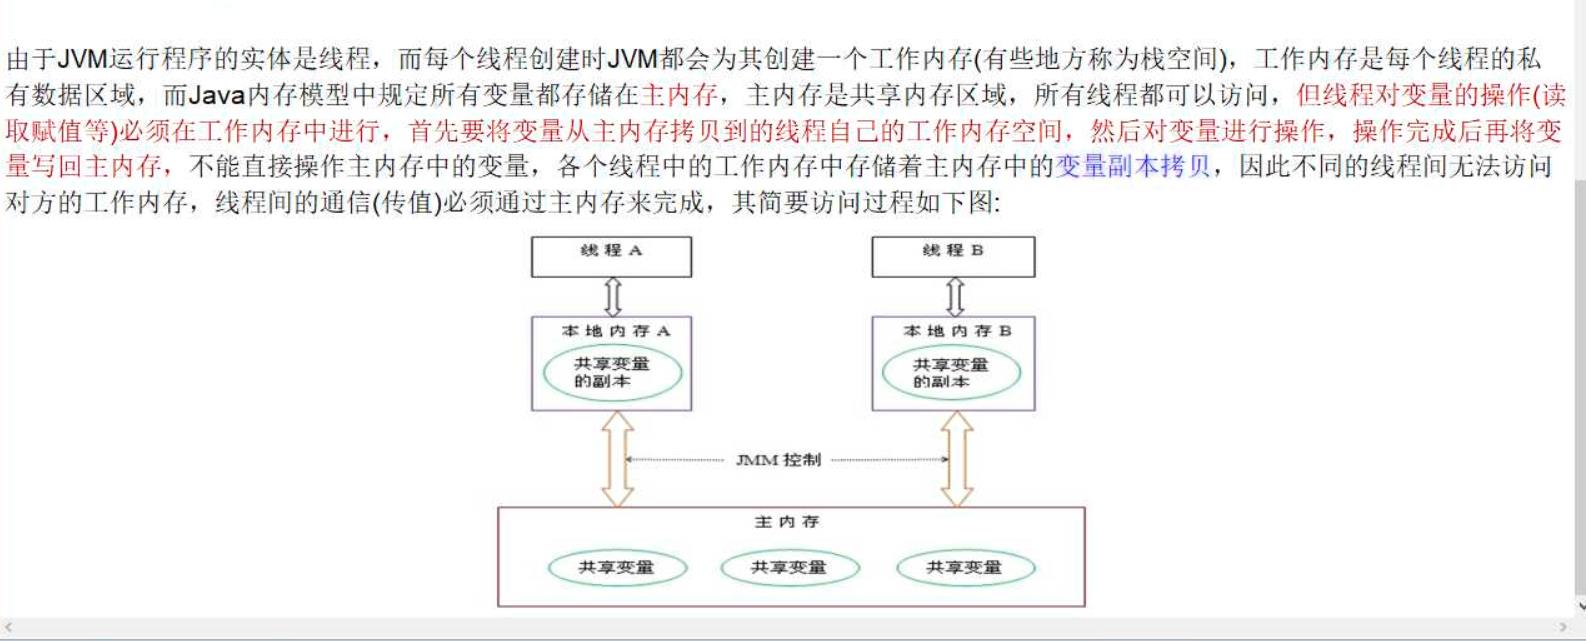 由于JVM运行程序的实体是线程，而每个线程创建时JVM都会为其创建一个工作内存(有些地方称为栈空间)，工作内存是每个线程的私
有数据区域，而Java内存模型中规定所有变量都存储在主内存，主内存是共享内存区域，所有线程都可以访问，但线程对变量的操作(读
取赋值等)必须在工作内存中进行，首先要将变量从主内存拷贝到的线程自己的工作内存空间，然后对变量进行操作，操作完成后再将变
量写回主内存，不能直接操作主内存中的变量，各个线程中的工作内存中存储着主内存中的变量副本拷贝，因此不同的线程间无法访问
对方的工作内存，线程间的通信(传值)必须通过主内存来完成，其简要访问过程如下图:
线程A
线程B
本地内存A
共享变量
的副本
本地内存B
共享变量
的副本
JMM控制
主内存
共享变量
共享变量
共享变量